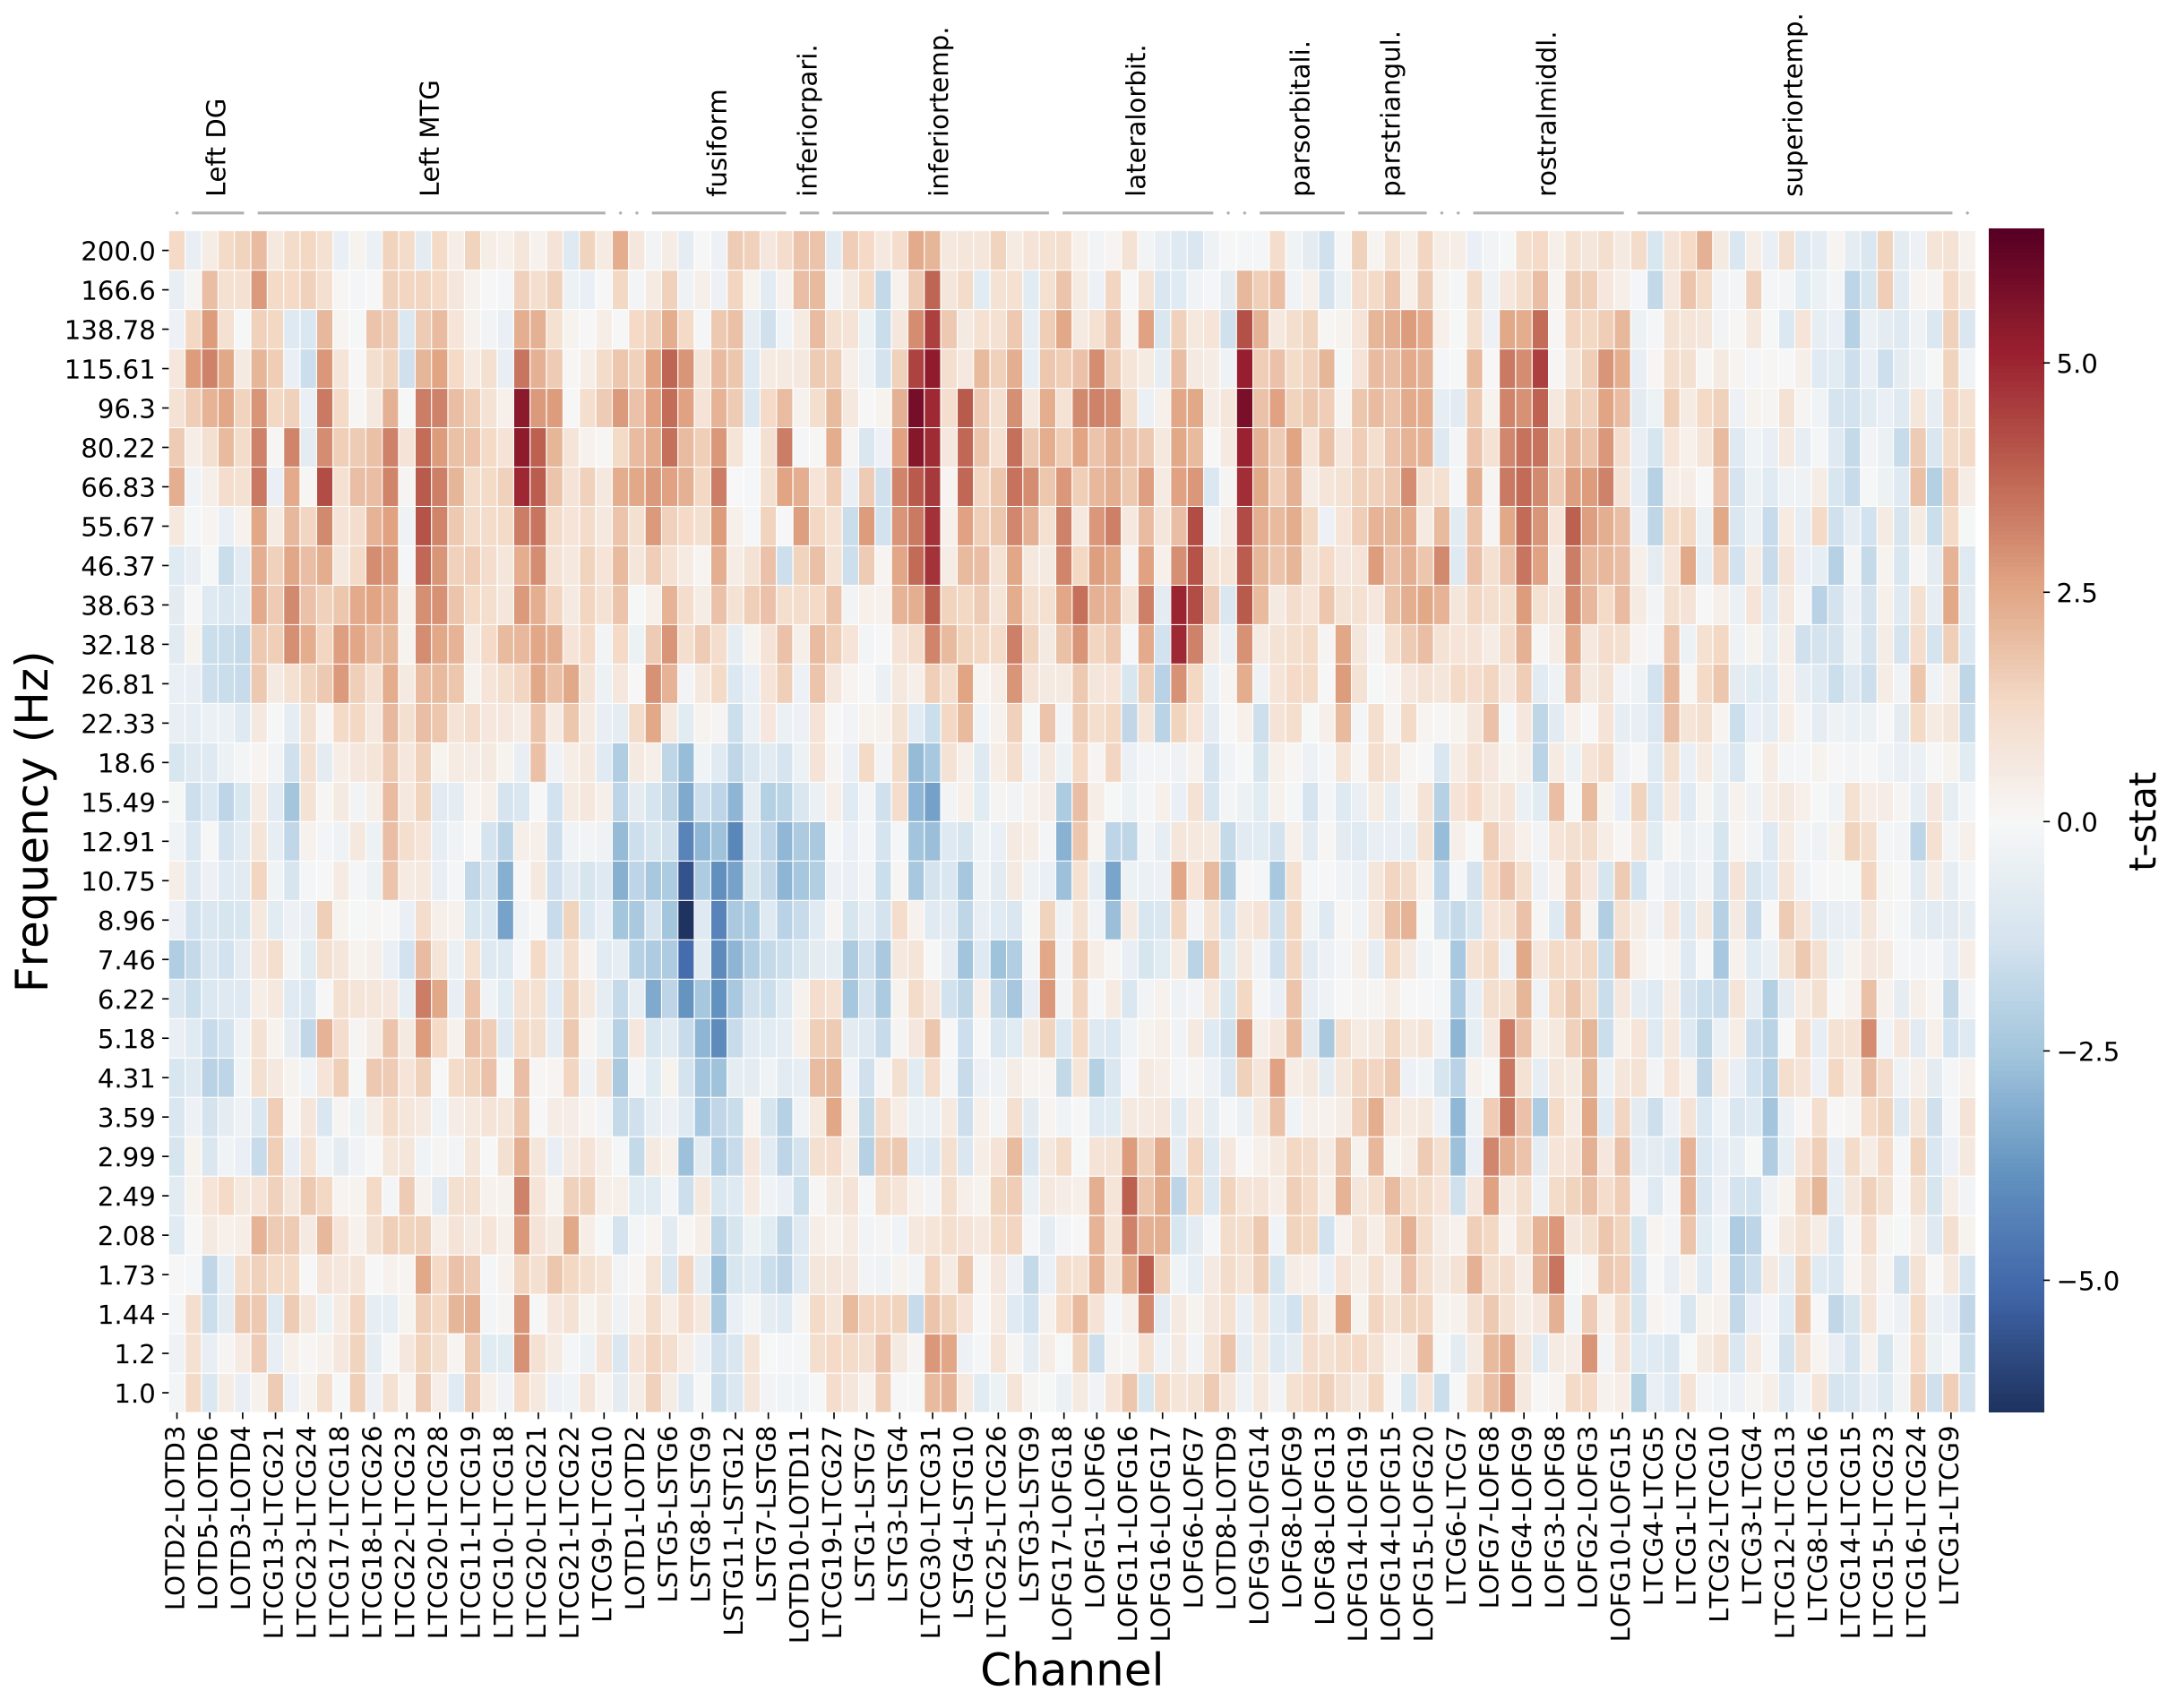 Left DG
Left MTG
fusiform
inferiorpari.
inferiortemp.
lateralorbit.
parsorbitali.
parstriangul.
rostralmiddl.
superiortemp.
Frequency (Hz)
200.0
166.6
138.78
115.61
96.3
80.22
66.83
55.67
46.37
38.63
32.18
26.81
22.33
18.6
15.49
12.91
10.75
8.96
7.46
6.22
5.18
4.31
3.59
2.99
2.49
2.08
1.73
1.44
1.2
1.0
5.0
2.5
0.0
−2.5
−5.0
t-stat
LOTD2-LOTD3
LOTD5-LOTD6
LOTD3-LOTD4
LTCG13-LTCG21
LTCG23-LTCG24
LTCG17-LTCG18
LTCG18-LTCG26
LTCG22-LTCG23
LTCG20-LTCG28
LTCG11-LTCG19
LTCG10-LTCG18
LTCG20-LTCG21
LTCG21-LTCG22
LTCG9-LTCG10
LOTD1-LOTD2
LSTG5-LSTG6
LSTG8-LSTG9
LSTG11-LSTG12
LSTG7-LSTG8
LOTD10-LOTD11
LTCG19-LTCG27
LSTG1-LSTG7
LSTG3-LSTG4
LTCG30-LTCG31
LSTG4-LSTG10
LTCG25-LTCG26
LSTG3-LSTG9
LOFG17-LOFG18
LOFG1-LOFG6
LOFG11-LOFG16
LOFG16-LOFG17
LOFG6-LOFG7
LOTD8-LOTD9
LOFG9-LOFG14
LOFG8-LOFG9
LOFG8-LOFG13
LOFG14-LOFG19
LOFG14-LOFG15
LOFG15-LOFG20
LTCG6-LTCG7
LOFG7-LOFG8
LOFG4-LOFG9
LOFG3-LOFG8
LOFG2-LOFG3
LOFG10-LOFG15
LTCG4-LTCG5
LTCG1-LTCG2
LTCG2-LTCG10
LTCG3-LTCG4
LTCG12-LTCG13
LTCG8-LTCG16
LTCG14-LTCG15
LTCG15-LTCG23
LTCG16-LTCG24
LTCG1-LTCG9
Channel